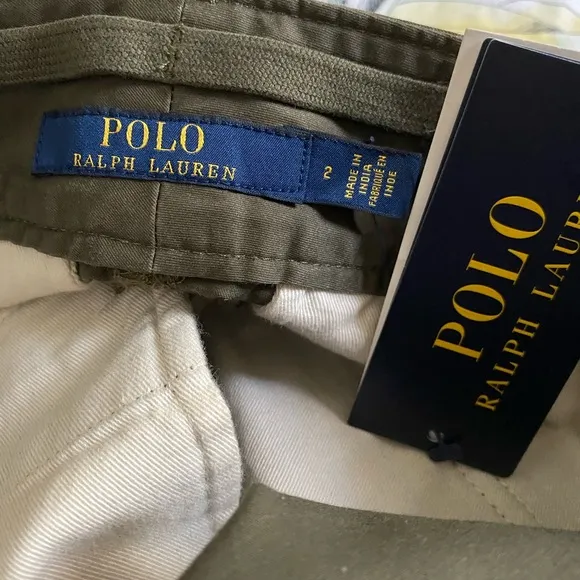 POLO
RALPH LAUREN
2
MADE IN
INDIA
FABRIQUÉ EN
INDE
POLO
RALPH LAU